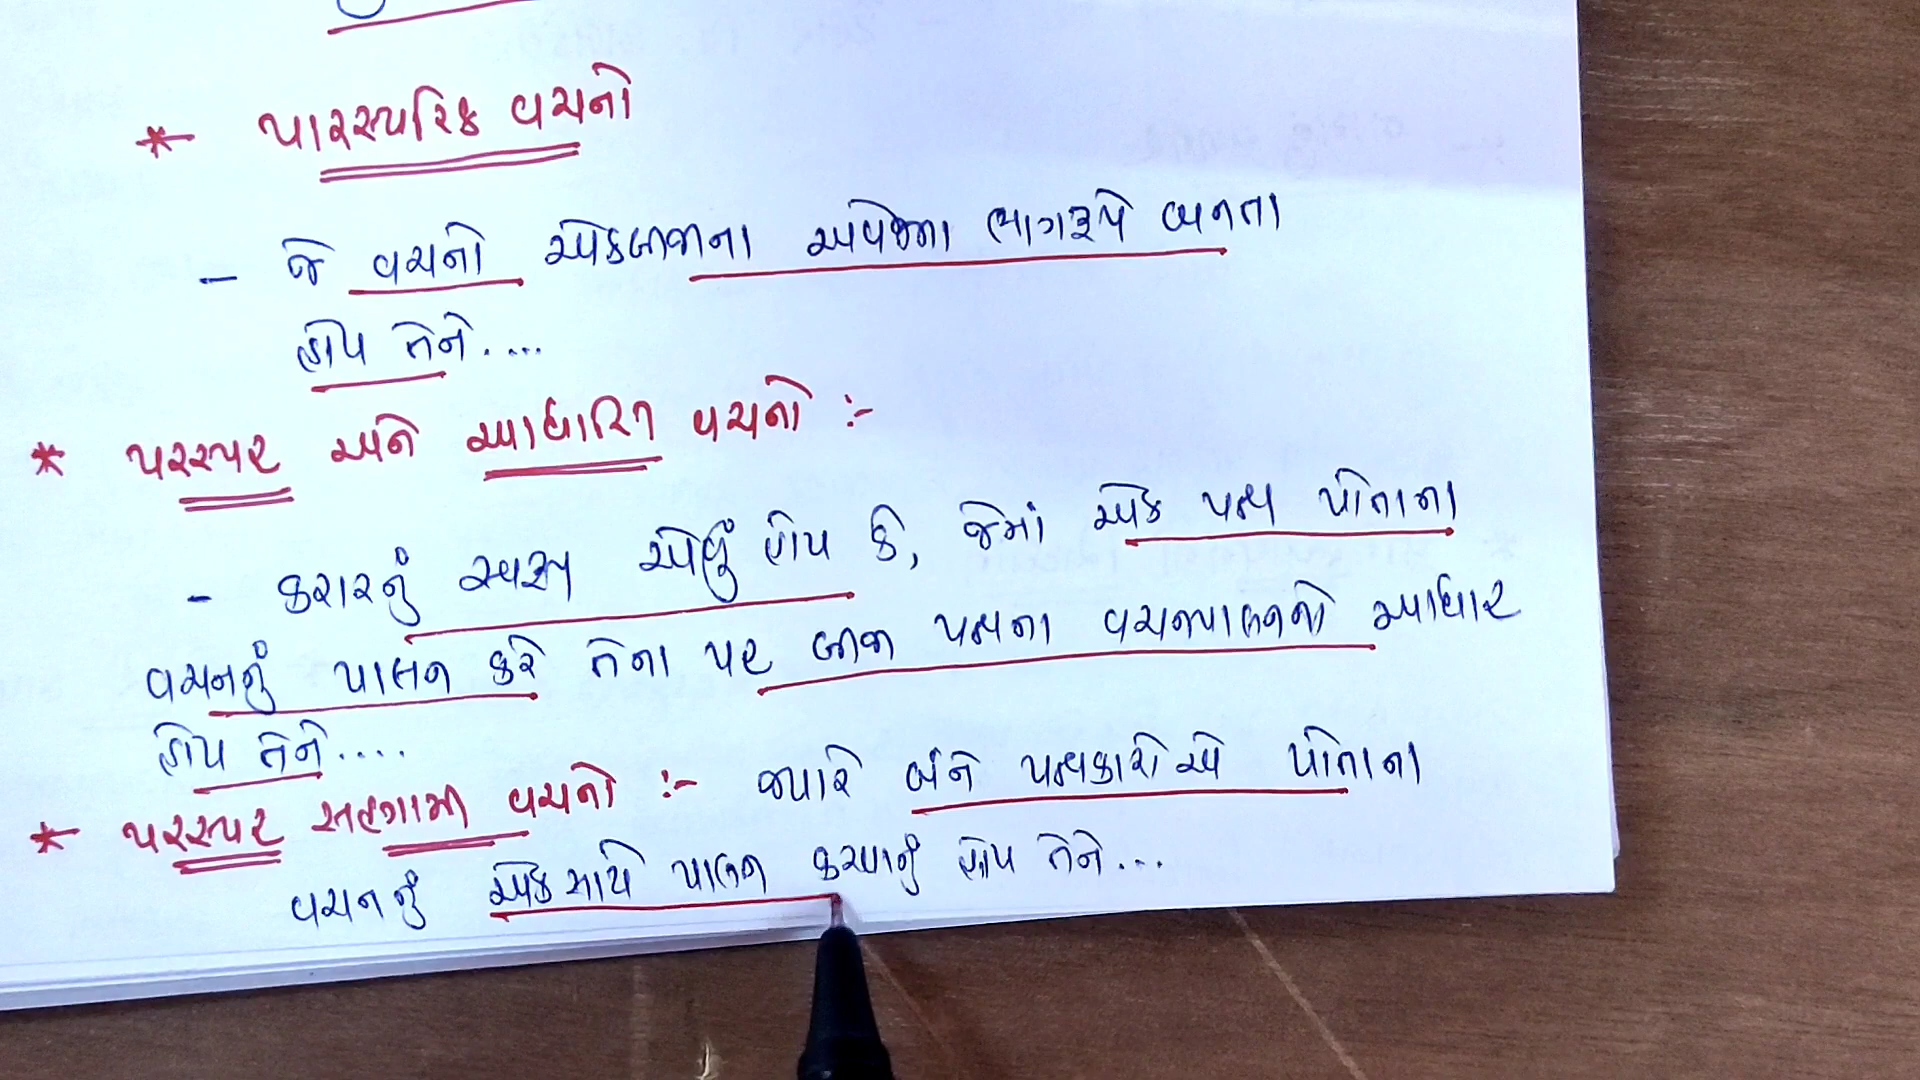 * પારસ્પરિક વચનો
- જે વચનો એકબીજાના અવેજના ભાગરૂપે બનતા
હોય તેને....
* પરસ્પર અને આધારિત વચનો :-
- કરારનું સ્વરૂપ એવું હોય કે, જેમાં એક પક્ષ પોતાના
વચનનું પાલન કરે તેના પર બીજા પક્ષના વચનપાલનનો આધાર
હોય તેને....
* પરસ્પર સહગામી વચનો :- જ્યારે બંને પક્ષકારોએ પોતાના
વચનનું એકસાથે પાલન કરવાનું હોય તેને...